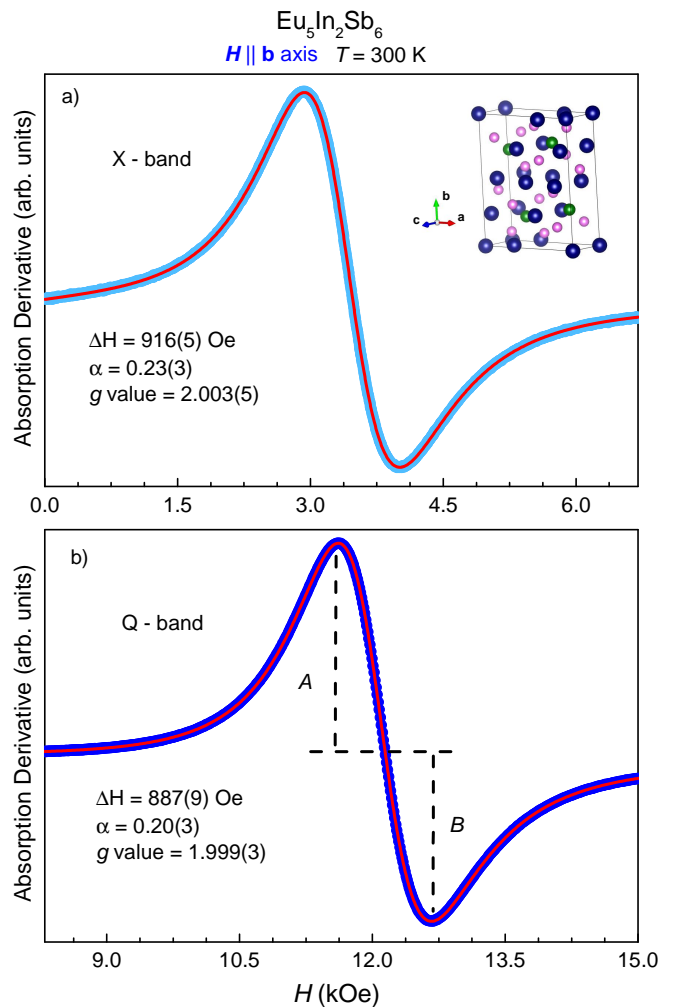 Eu₅In₂Sb₆
H || b axis T = 300 K
a)
X - band
b
c
a
ΔH = 916(5) Oe
α = 0.23(3)
g value = 2.003(5)
Absorption Derivative (arb. units)
0.0 1.5 3.0 4.5 6.0
b)
Q - band
A
B
ΔH = 887(9) Oe
α = 0.20(3)
g value = 1.999(3)
Absorption Derivative (arb. units)
9.0 10.5 12.0 13.5 15.0
H (kOe)